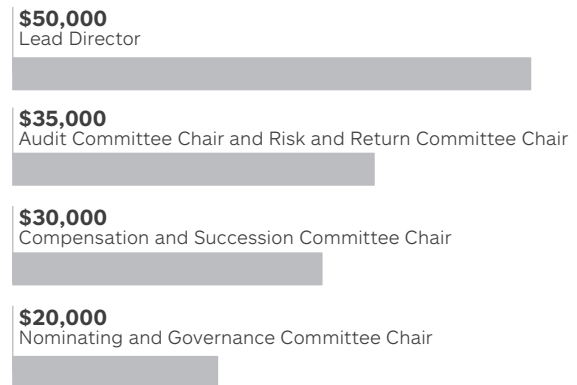 $50,000
Lead Director
$35,000
Audit Committee Chair and Risk and Return Committee Chair
$30,000
Compensation and Succession Committee Chair
$20,000
Nominating and Governance Committee Chair